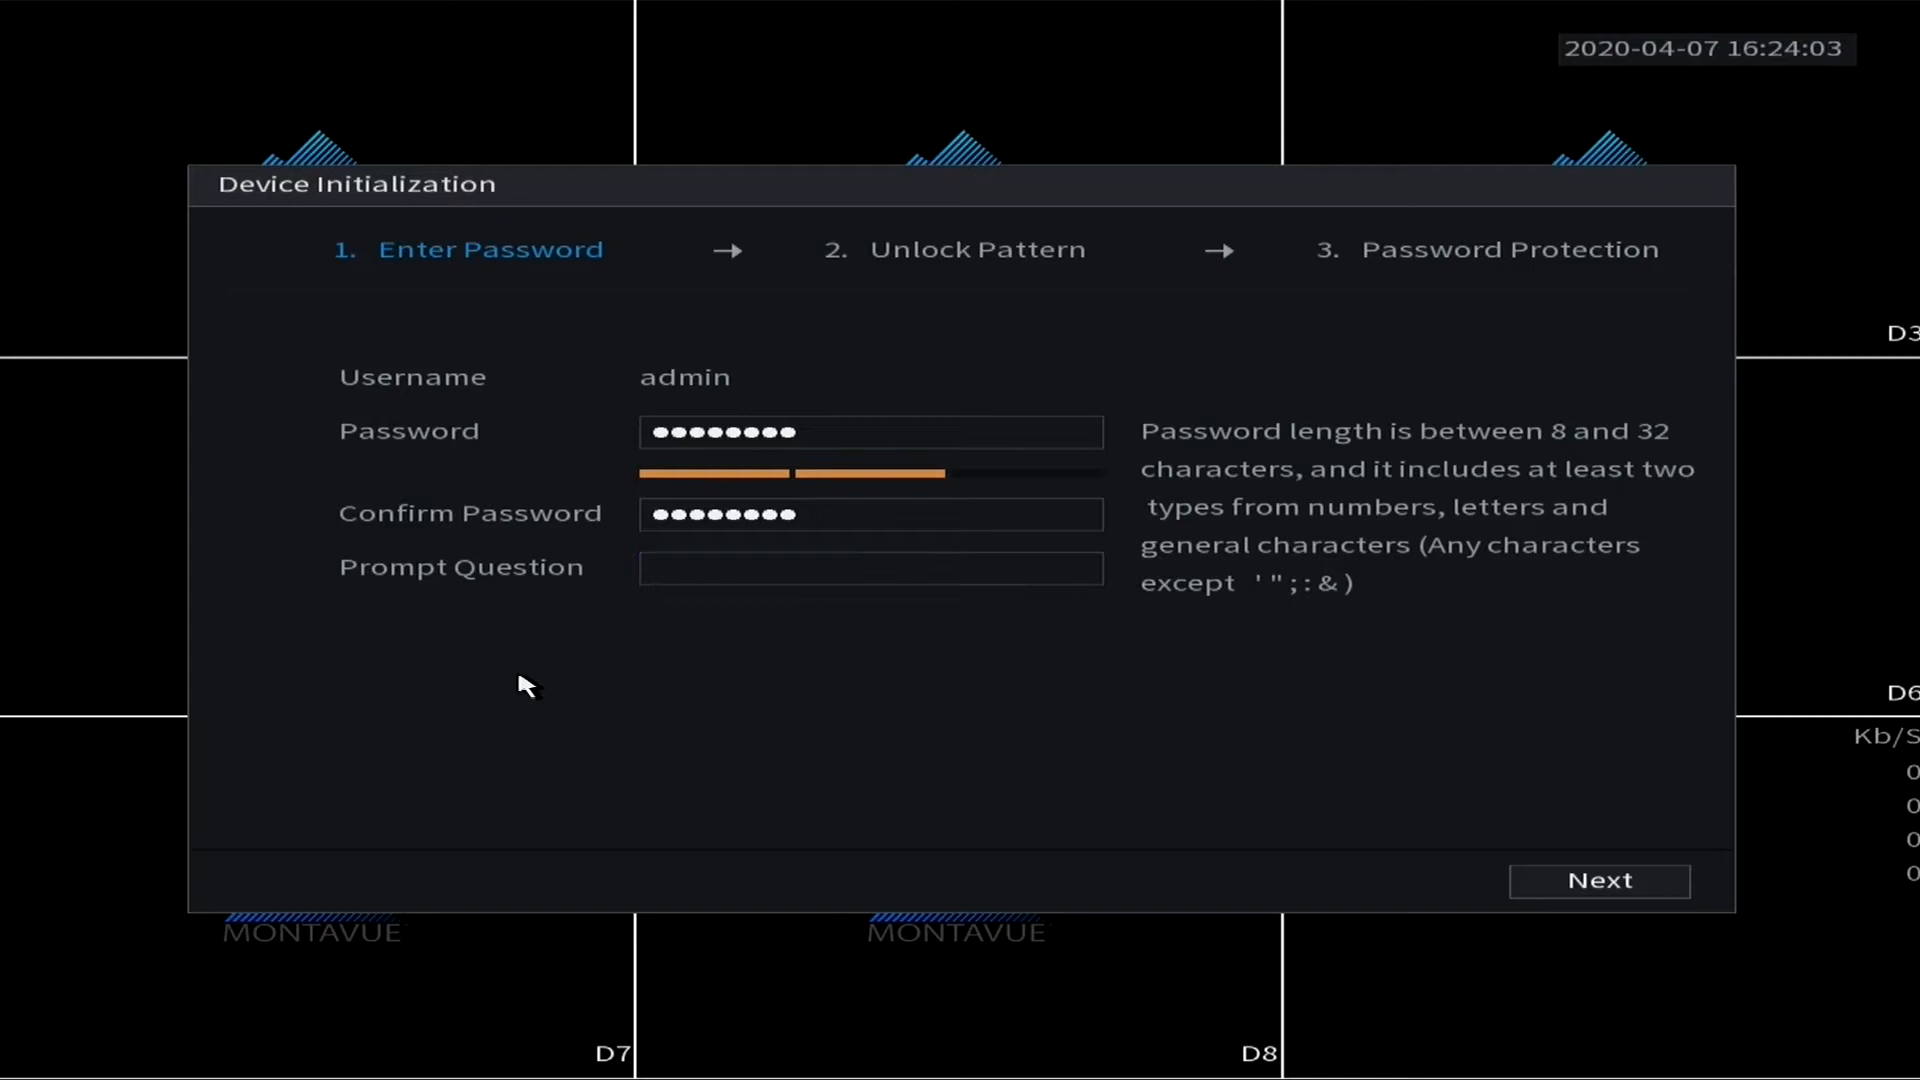 2020-04-07 16:24:03
Device Initialization
1. Enter Password → 2. Unlock Pattern → 3. Password Protection
D3
Username admin
Password ●●●●●●●●
Password length is between 8 and 32
characters, and it includes at least two
types from numbers, letters and
general characters (Any characters
except '";:&)
Confirm Password ●●●●●●●●
Prompt Question
D6
Kb/S
0
0
0
0
Next
MONTAVUE MONTAVUE
D7 D8